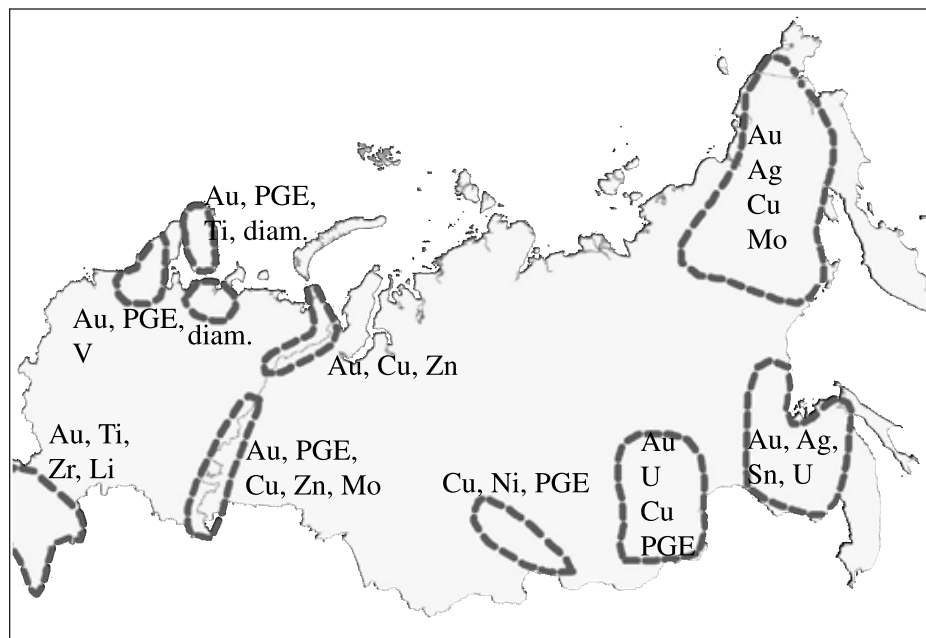 Au
Ag
Cu
Mo
Au, PGE,
Ti, diam.
Au, PGE,
V
diam.
Au, Cu, Zn
Au, Ti,
Zr, Li
Au, PGE,
Cu, Zn, Mo
Cu, Ni, PGE
Au
U
Cu
PGE
Au, Ag,
Sn, U